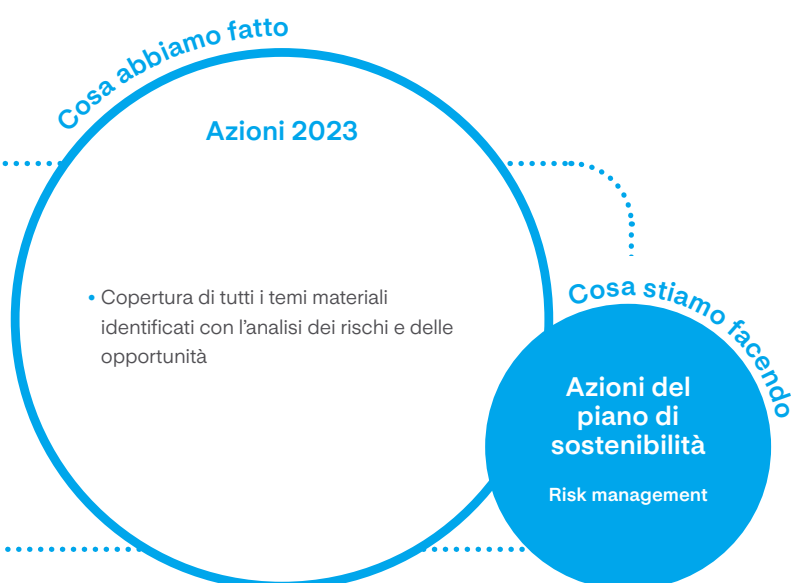 Cosa abbiamo fatto
Azioni 2023
• Copertura di tutti i temi materiali
identificati con l'analisi dei rischi e delle
opportunità
Cosa stiamo facendo
Azioni del
piano di
sostenibilità
Risk management